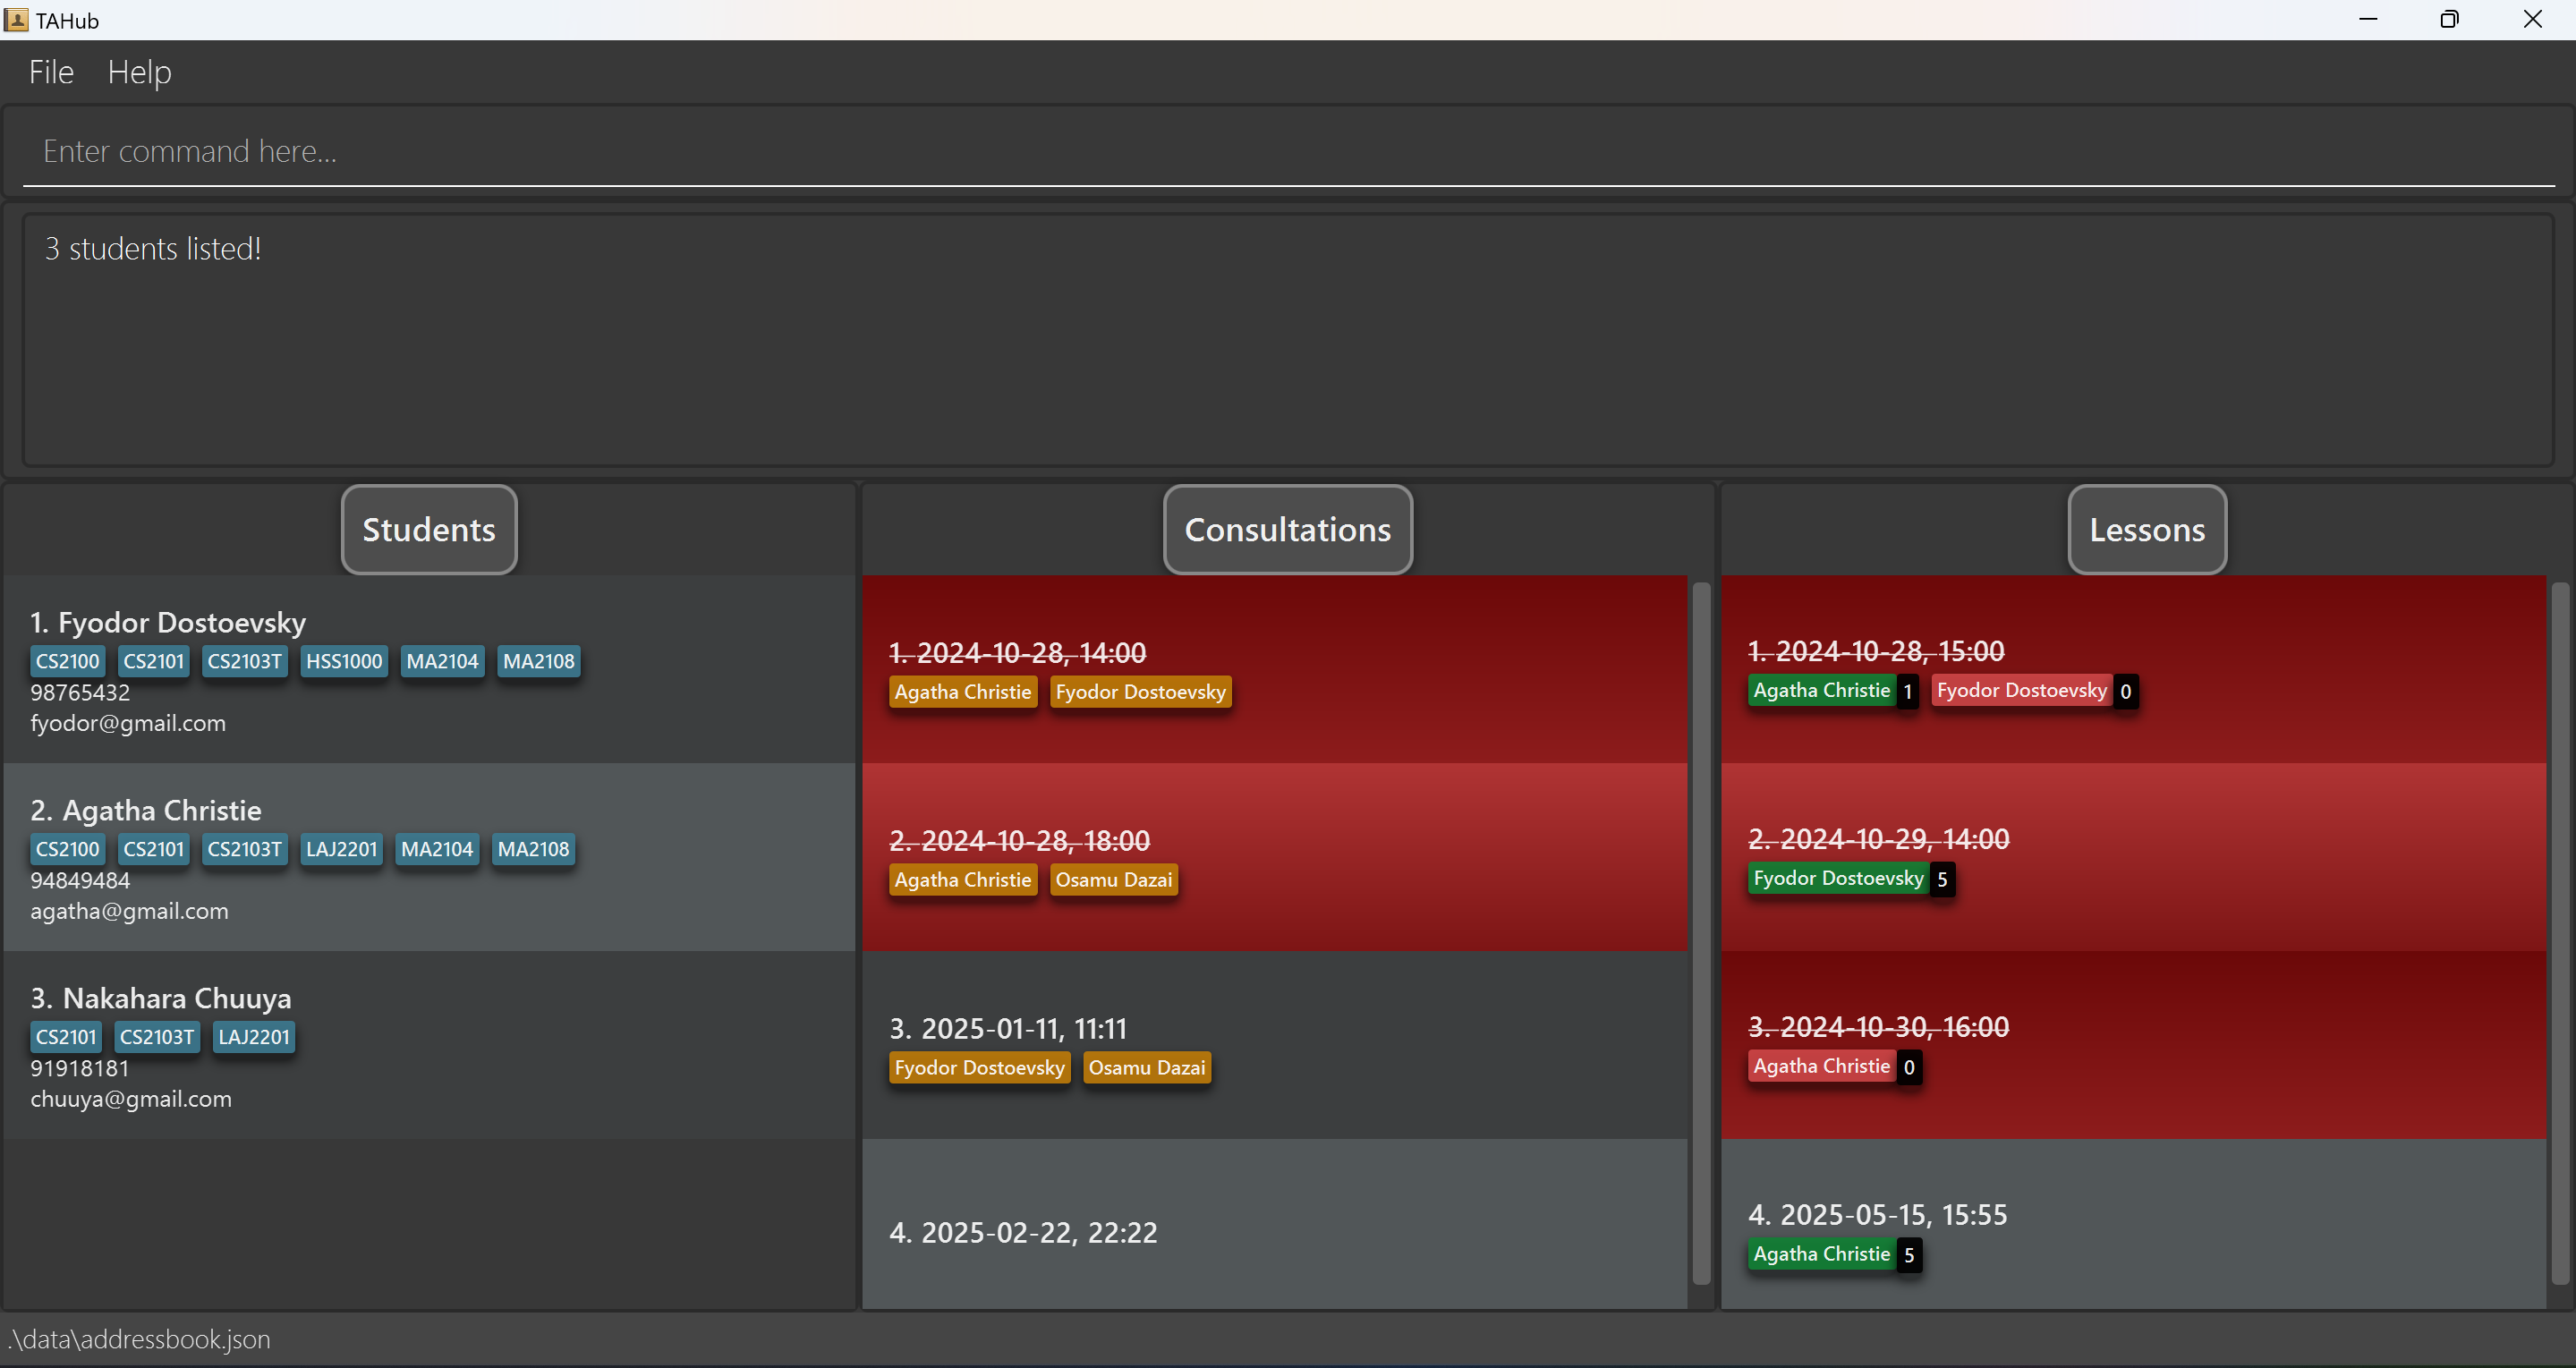 TAHub
File Help
Enter command here...
3 students listed!
Students
1. Fyodor Dostoevsky
CS2100 CS2101 CS2103T HSS1000 MA2104 MA2108
98765432
fyodor@gmail.com
2. Agatha Christie
CS2100 CS2101 CS2103T LAJ2201 MA2104 MA2108
94849484
agatha@gmail.com
3. Nakahara Chuuya
CS2101 CS2103T LAJ2201
91918181
chuuya@gmail.com
Consultations
1. 2024-10-28, 14:00
Agatha Christie Fyodor Dostoevsky
2. 2024-10-28, 18:00
Agatha Christie Osamu Dazai
3. 2025-01-11, 11:11
Fyodor Dostoevsky Osamu Dazai
4. 2025-02-22, 22:22
Lessons
1. 2024-10-28, 15:00
Agatha Christie 1 Fyodor Dostoevsky 0
2. 2024-10-29, 14:00
Fyodor Dostoevsky 5
3. 2024-10-30, 16:00
Agatha Christie 0
4. 2025-05-15, 15:55
Agatha Christie 5
.\data\addressbook.json